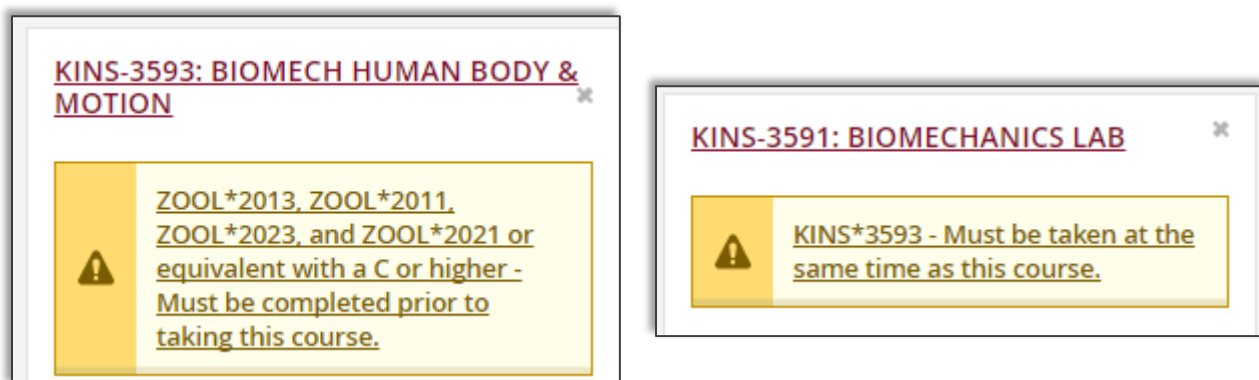 KINS-3593: BIOMECH HUMAN BODY &
MOTION
ZOOL*2013, ZOOL*2011,
ZOOL*2023, and ZOOL*2021 or
equivalent with a C or higher -
Must be completed prior to
taking this course.
KINS-3591: BIOMECHANICS LAB
KINS*3593 - Must be taken at the
same time as this course.